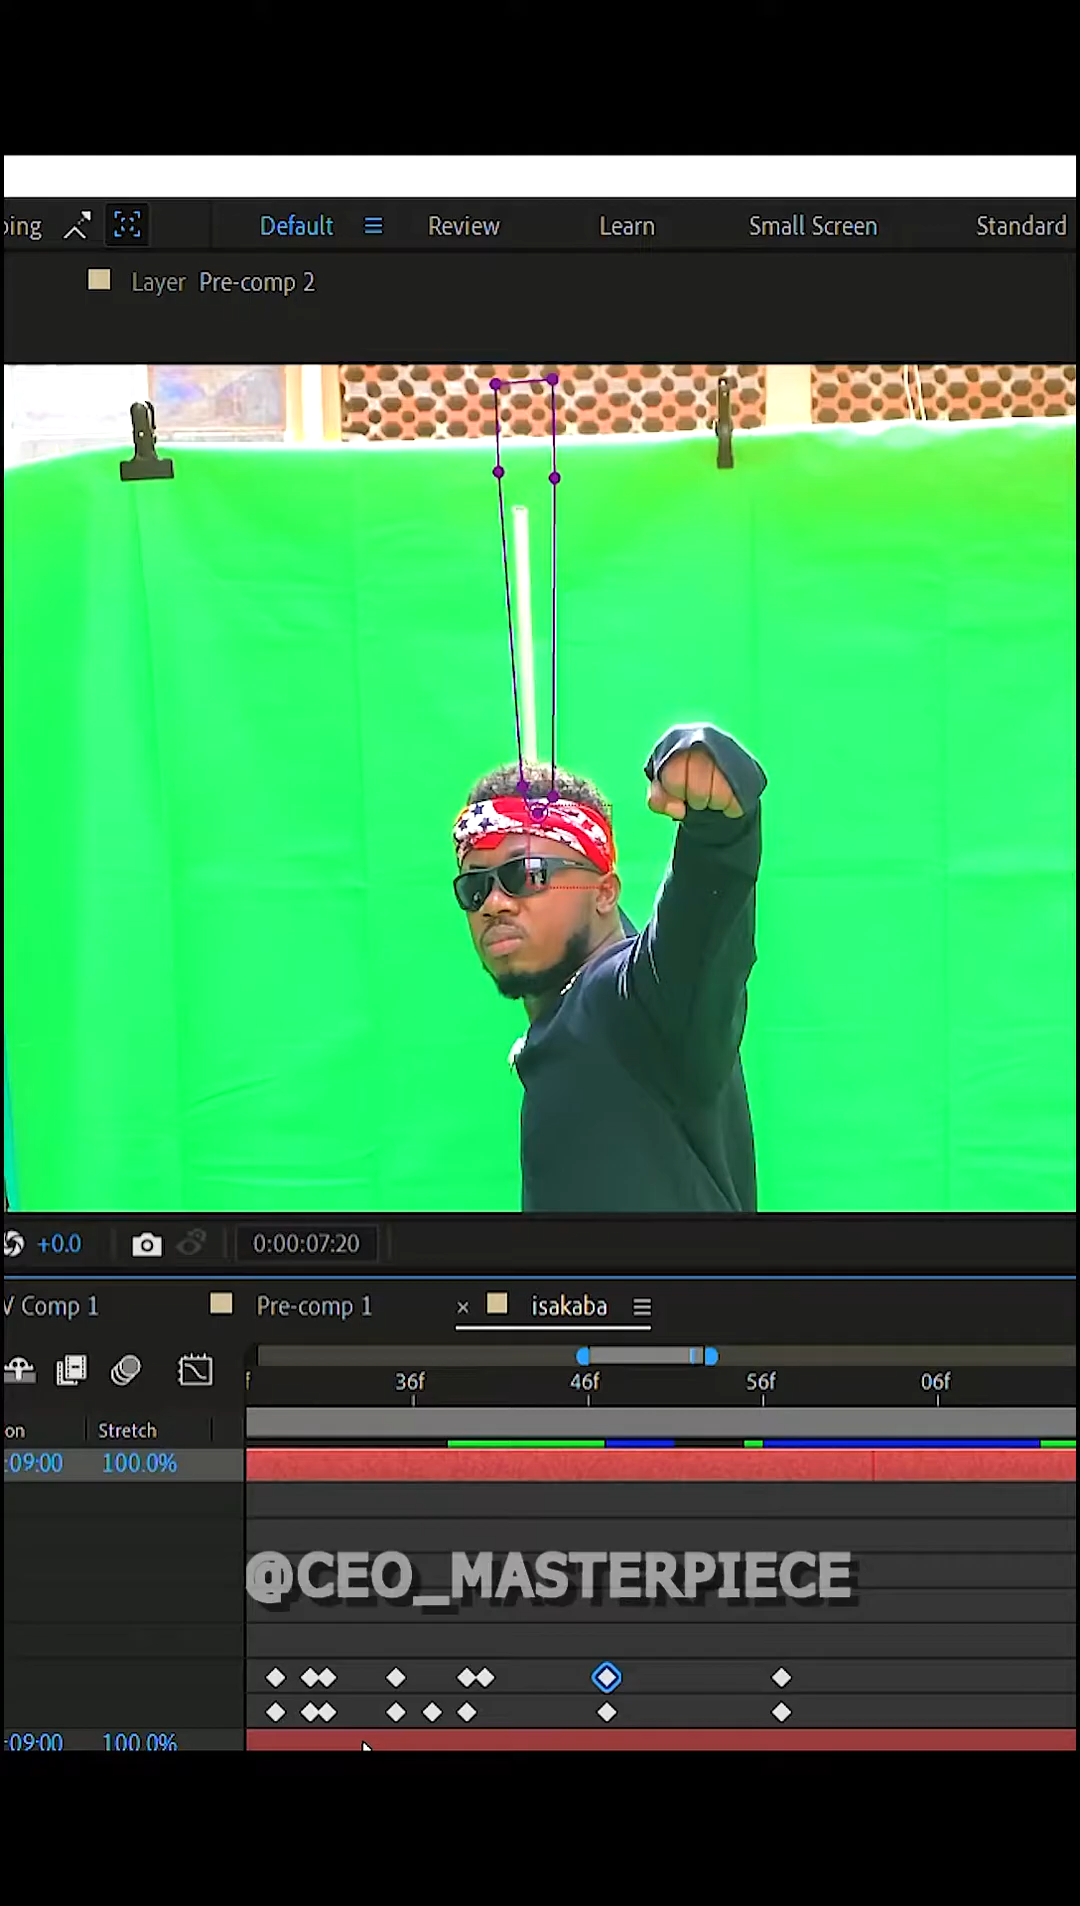 ping Default Review Learn Small Screen Standard
Layer Pre-comp 2
+0.0 0:00:07:20
V Comp 1 Pre-comp 1 × isakaba
f 36f 46f 56f 06f
on Stretch
:09:00 100.0%
@CEO_MASTERPIECE
:09:00 100.0%